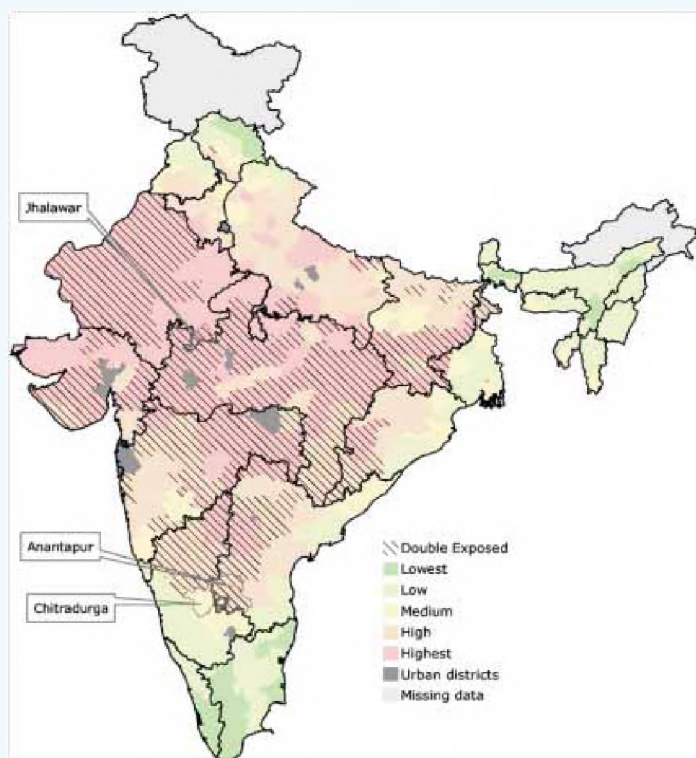 Jhalawar
Anantapur
Chitradurga
Double Exposed
Lowest
Low
Medium
High
Highest
Urban districts
Missing data